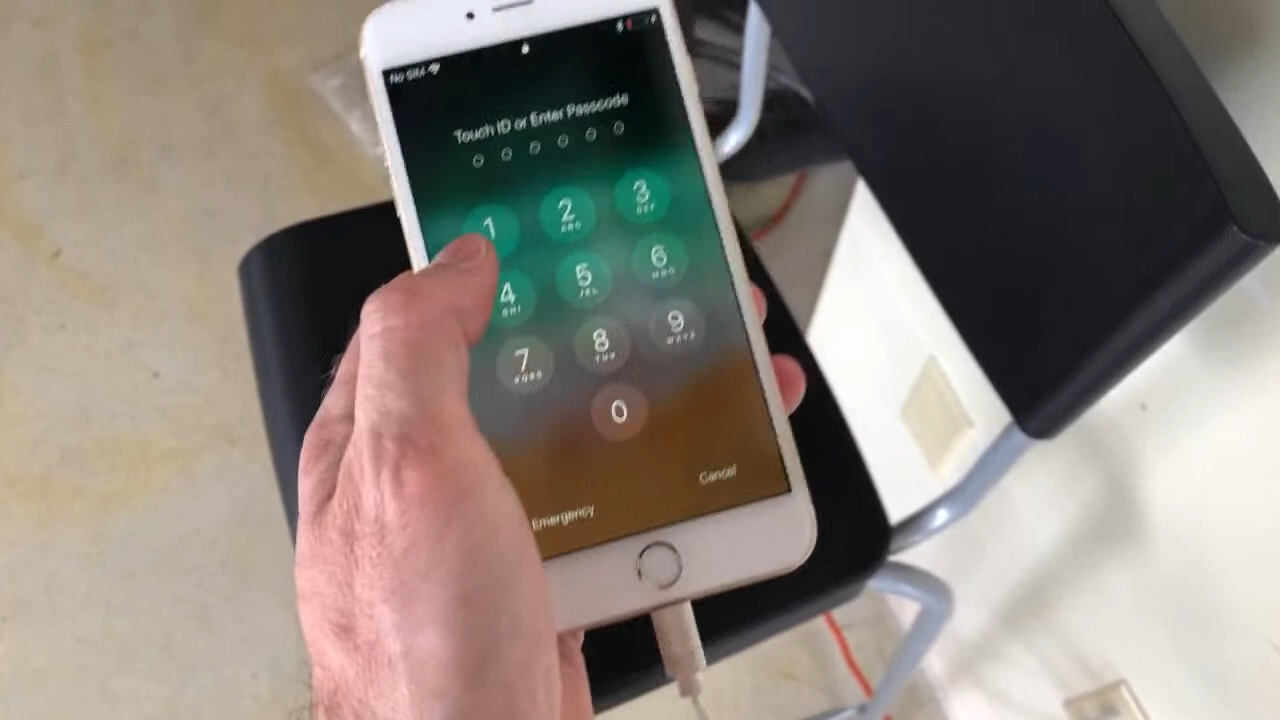 No SIM
Touch ID or Enter Passcode
1 2 3
ABC DEF
4 5 6
GHI JKL MNO
7 8 9
PQRS TUV WXYZ
0
Emergency Cancel